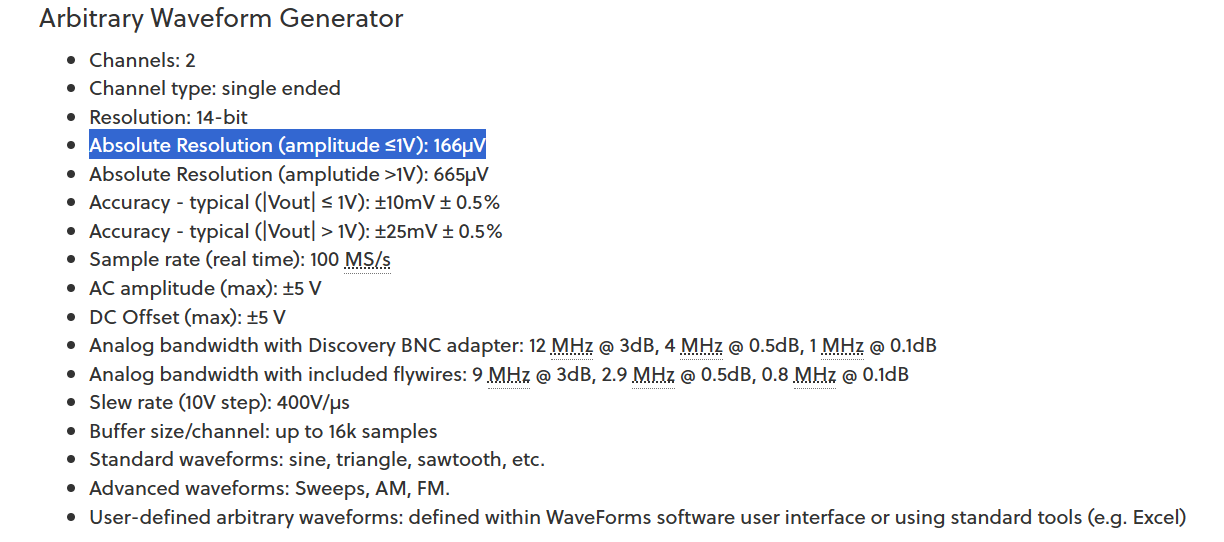 Arbitrary Waveform Generator
Channels: 2
Channel type: single ended
Resolution: 14-bit
Absolute Resolution (amplitude ≤1V): 166μV
Absolute Resolution (amplutide >1V): 665μV
Accuracy - typical (|Vout| ≤ 1V): ±10mV ± 0.5%
Accuracy - typical (|Vout| > 1V): ±25mV ± 0.5%
Sample rate (real time): 100 MS/s
AC amplitude (max): ±5 V
DC Offset (max): ±5 V
Analog bandwidth with Discovery BNC adapter: 12 MHz @ 3dB, 4 MHz @ 0.5dB, 1 MHz @ 0.1dB
Analog bandwidth with included flywires: 9 MHz @ 3dB, 2.9 MHz @ 0.5dB, 0.8 MHz @ 0.1dB
Slew rate (10V step): 400V/μs
Buffer size/channel: up to 16k samples
Standard waveforms: sine, triangle, sawtooth, etc.
Advanced waveforms: Sweeps, AM, FM.
User-defined arbitrary waveforms: defined within WaveForms software user interface or using standard tools (e.g. Excel)